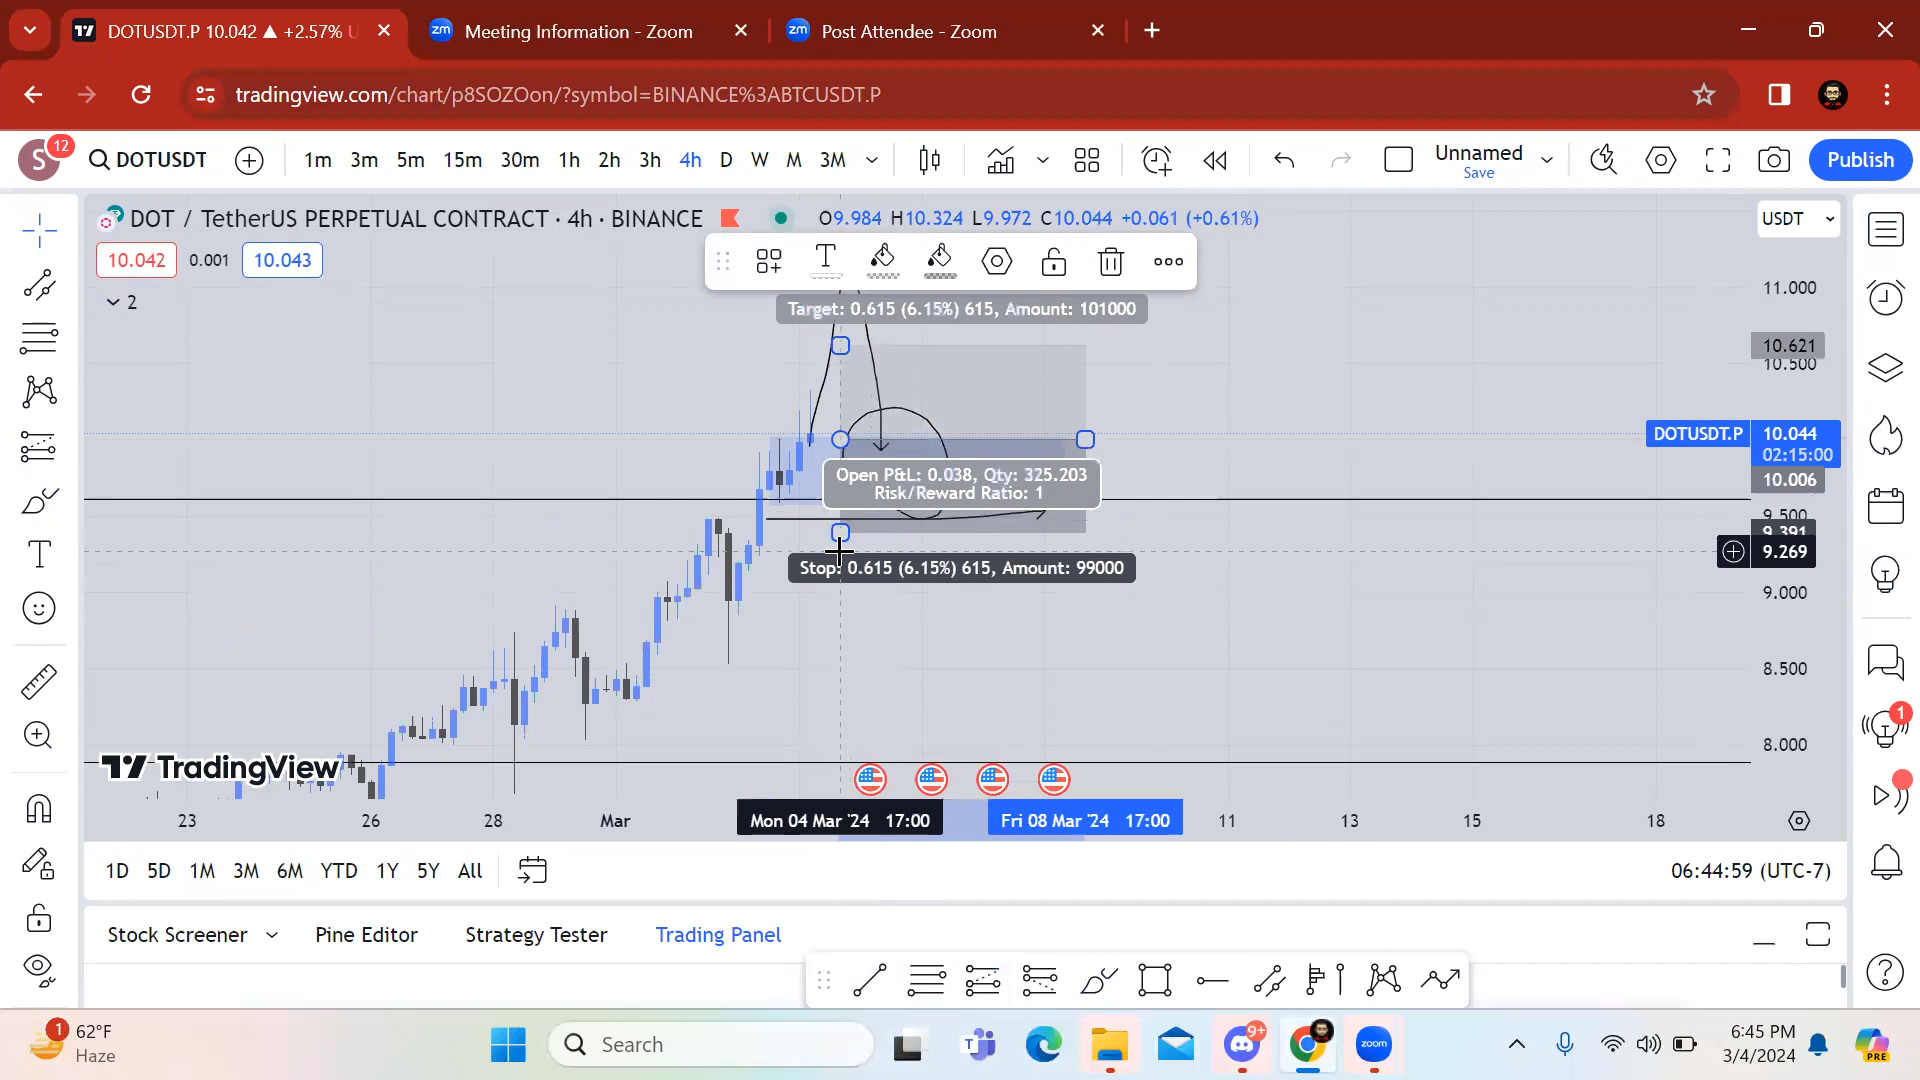 DOTUSDT.P 10.042 ▲ +2.57% U
zm Meeting Information - Zoom
zm Post Attendee - Zoom
tradingview.com/chart/p8SOZOon/?symbol=BINANCE%3ABTCUSDT.P
S 12 DOTUSDT 1m 3m 5m 15m 30m 1h 2h 3h 4h D W M 3M Unnamed Save Publish
DOT / TetherUS PERPETUAL CONTRACT · 4h · BINANCE O9.984 H10.324 L9.972 C10.044 +0.061 (+0.61%) USDT
10.042 0.001 10.043
2
T
Target: 0.615 (6.15%) 615, Amount: 101000
11.000
10.621
10.500
DOTUSDT.P 10.044
02:15:00
Open P&L: 0.038, Qty: 325.203
Risk/Reward Ratio: 1
10.006
9.500
9.391
9.269
Stop: 0.615 (6.15%) 615, Amount: 99000
9.000
8.500
8.000
1
TradingView
23 26 28 Mar Mon 04 Mar '24 17:00 Fri 08 Mar '24 17:00 11 13 15 18
1D 5D 1M 3M 6M YTD 1Y 5Y All 06:44:59 (UTC-7)
Stock Screener Pine Editor Strategy Tester Trading Panel
1 62°F
Haze
Search
T
9+
zoom
6:45 PM
3/4/2024
PRE